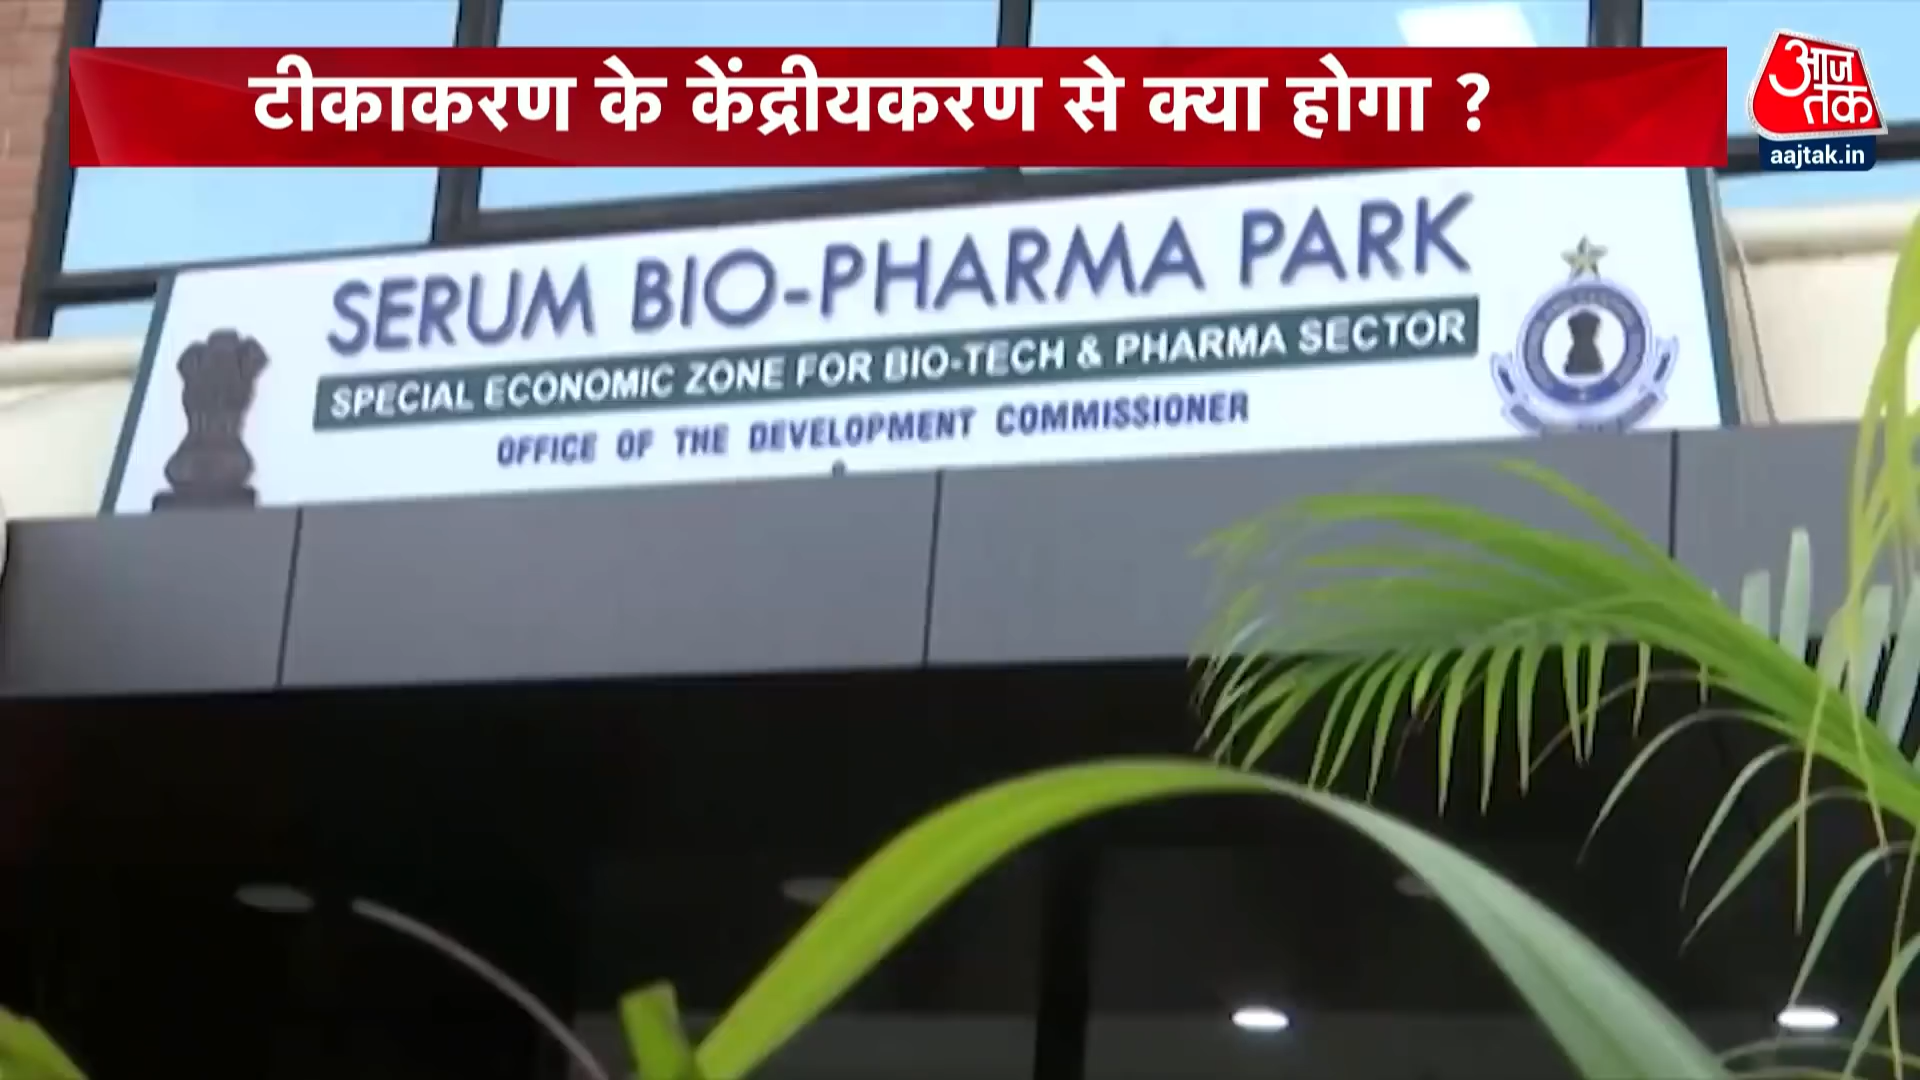 टीकाकरण के केंद्रीयकरण से क्या होगा ?
आज
तक
aajtak.in
SERUM BIO-PHARMA PARK
SPECIAL ECONOMIC ZONE FOR BIO-TECH & PHARMA SECTOR
OFFICE OF THE DEVELOPMENT COMMISSIONER